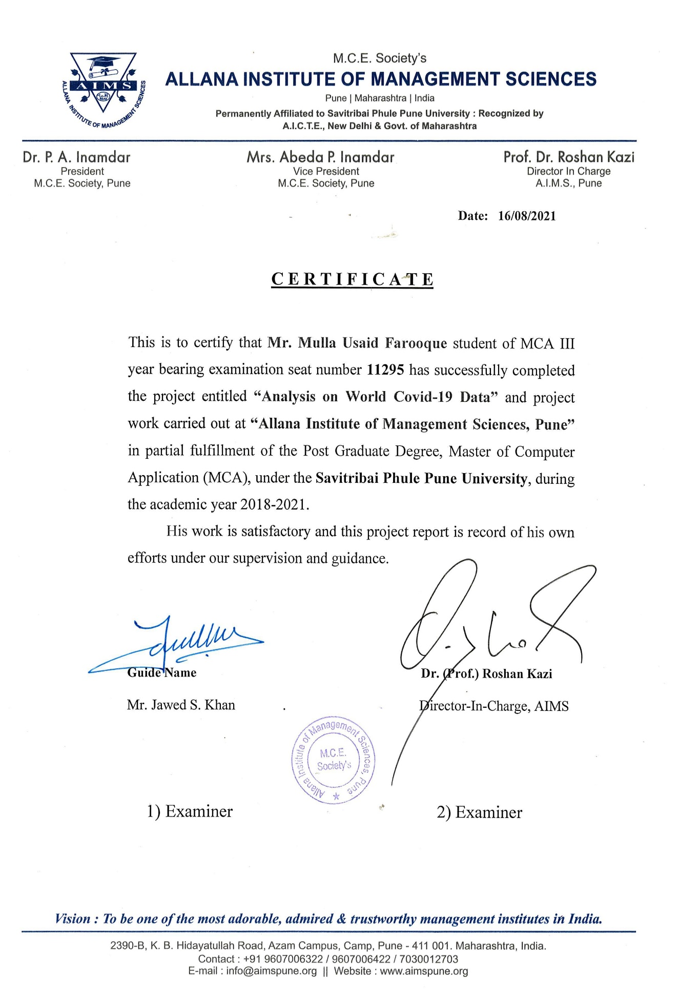 M.C.E. Society's
ALLANA INSTITUTE OF MANAGEMENT SCIENCES
Pune | Maharashtra | India
Permanently Affiliated to Savitribai Phule Pune University : Recognized by
A.I.C.T.E., New Delhi & Govt. of Maharashtra
AIMS
READ
ALLANA INSTITUTE OF MANAGEMENT SCIENCES
Dr. P. A. Inamdar
President
M.C.E. Society, Pune
Mrs. Abeda P. Inamdar
Vice President
M.C.E. Society, Pune
Prof. Dr. Roshan Kazi
Director In Charge
A.I.M.S., Pune
Date: 16/08/2021
CERTIFICATE
This is to certify that Mr. Mulla Usaid Farooque student of MCA III
year bearing examination seat number 11295 has successfully completed
the project entitled “Analysis on World Covid-19 Data” and project
work carried out at “Allana Institute of Management Sciences, Pune”
in partial fulfillment of the Post Graduate Degree, Master of Computer
Application (MCA), under the Savitribai Phule Pune University, during
the academic year 2018-2021.
His work is satisfactory and this project report is record of his own
efforts under our supervision and guidance.
Guide Name
Mr. Jawed S. Khan
Dr. (Prof.) Roshan Kazi
Director-In-Charge, AIMS
Allana Institute of Management Sciences, Pune
M.C.E.
Society's
1) Examiner
2) Examiner
Vision : To be one of the most adorable, admired & trustworthy management institutes in India.
2390-B, K. B. Hidayatullah Road, Azam Campus, Camp, Pune - 411 001. Maharashtra, India.
Contact : +91 9607006322 / 9607006422 / 7030012703
E-mail : info@aimspune.org || Website : www.aimspune.org